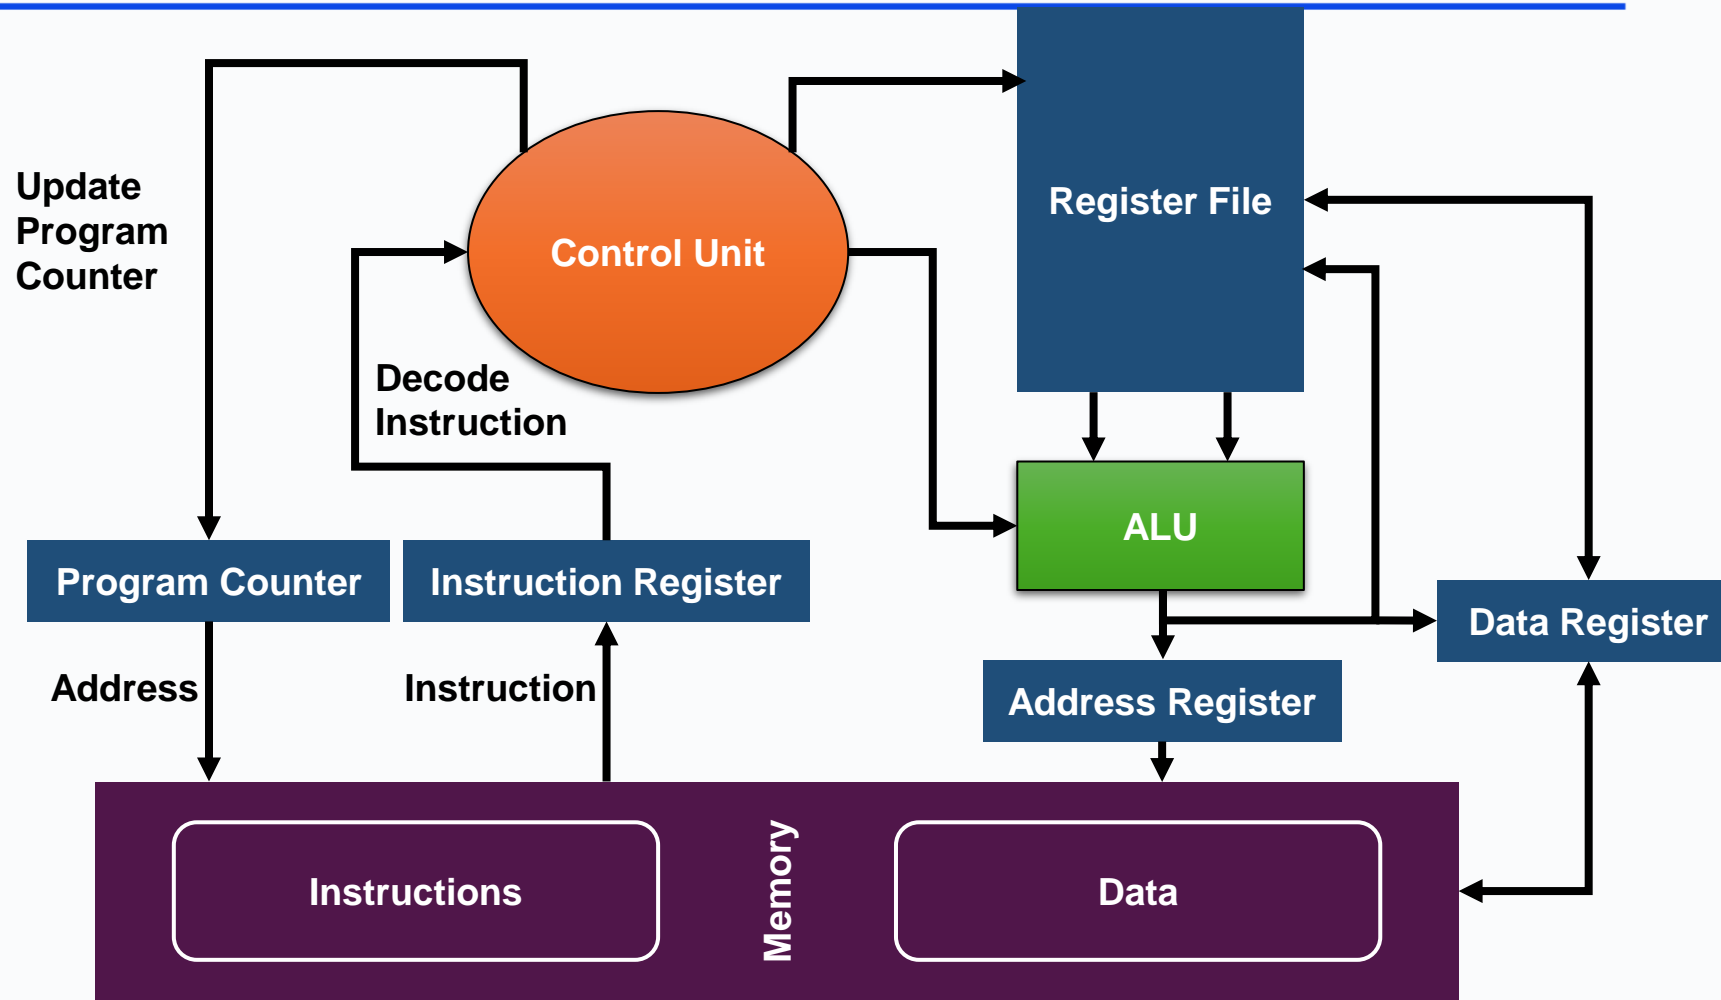 Register File
Update
Program
Counter
Control Unit
Decode
Instruction
ALU
Program Counter
Instruction Register
Data Register
Address
Instruction
Address Register
Instructions
Memory
Data